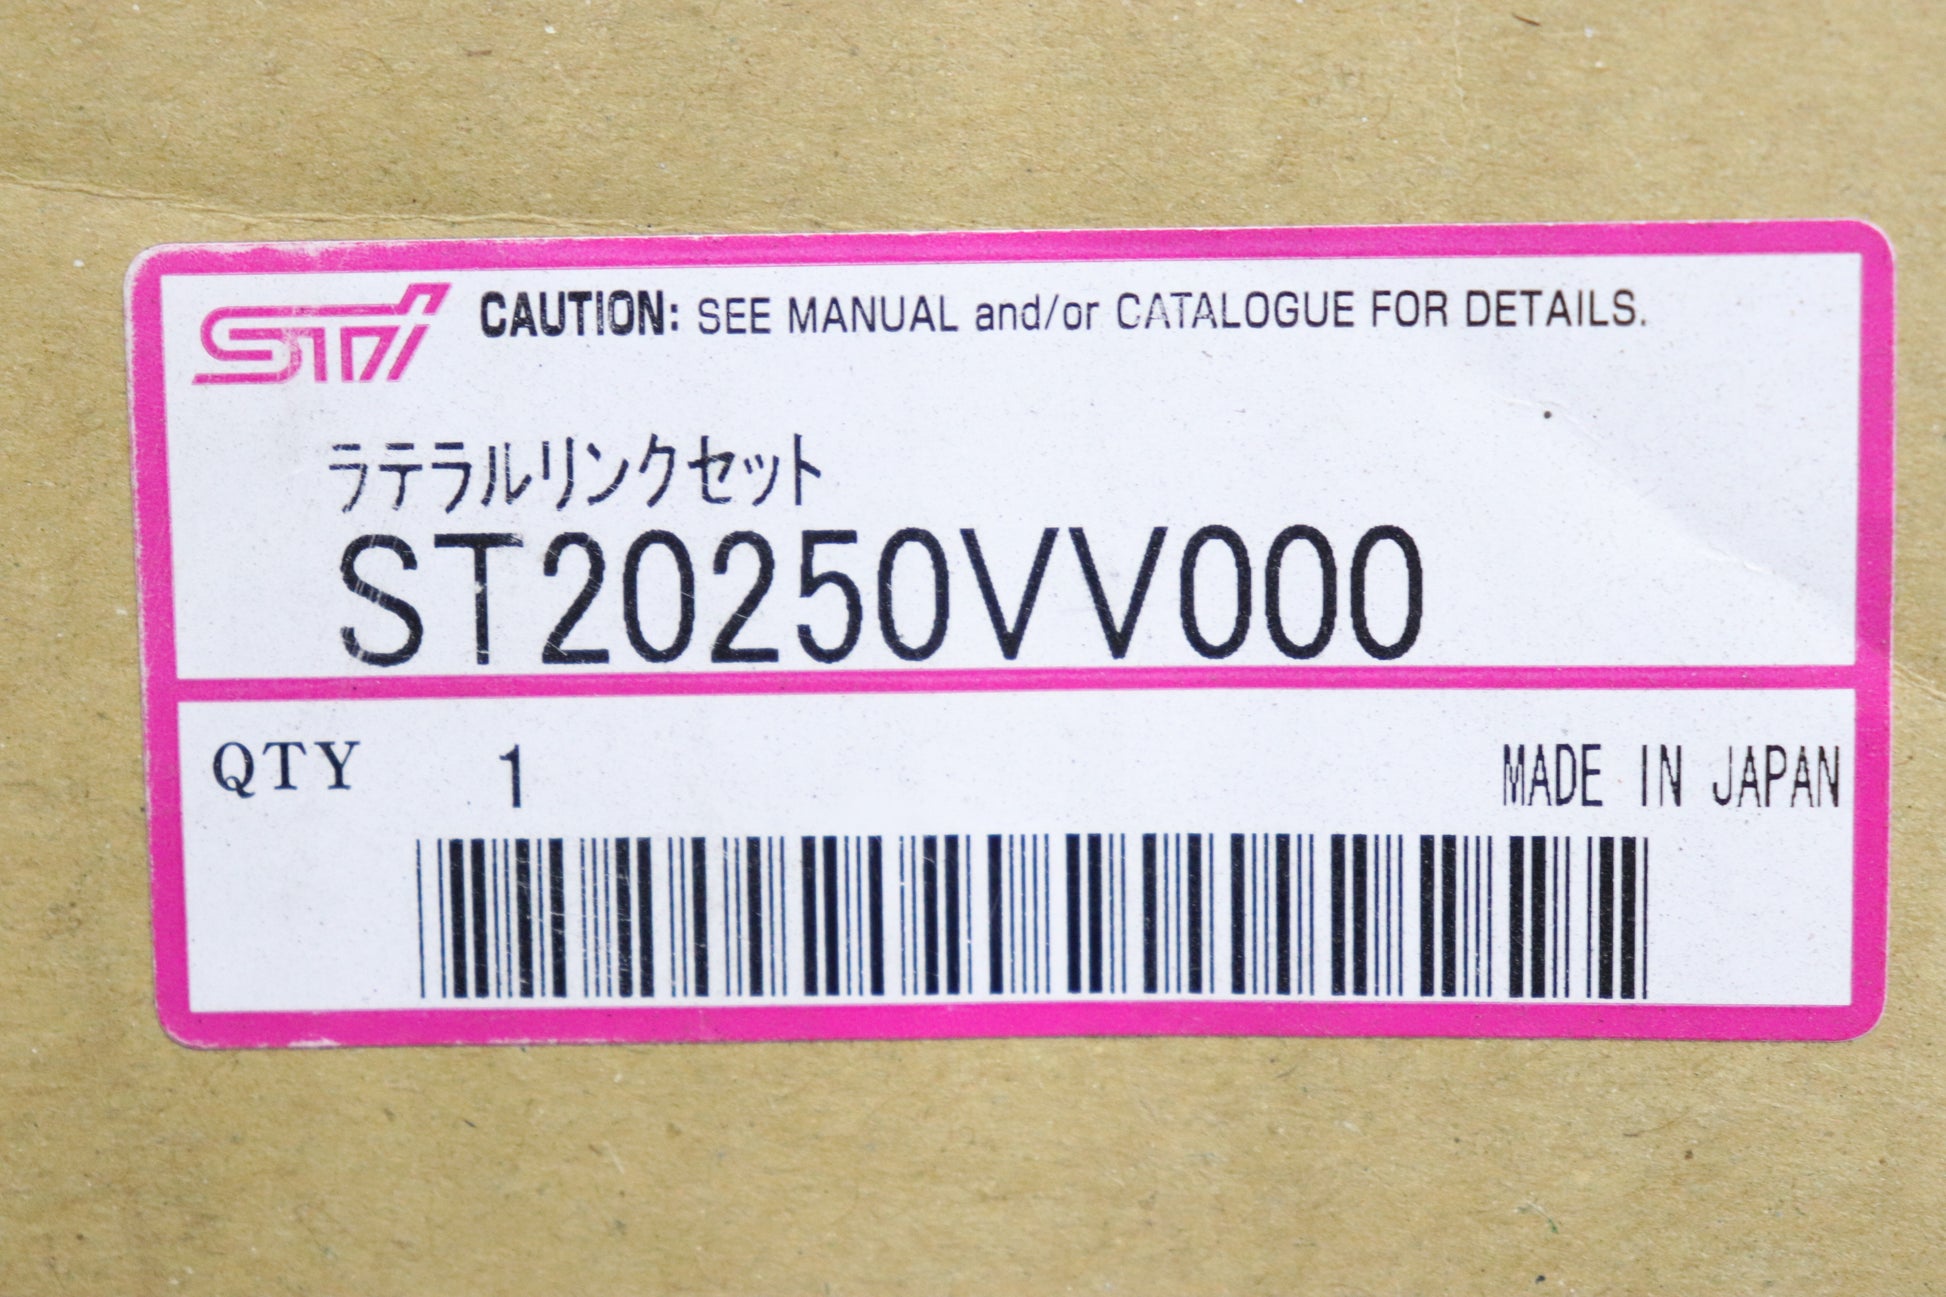 STI CAUTION: SEE MANUAL and/or CATALOGUE FOR DETAILS.
ラテラルリンクセット
ST20250VV000
QTY 1 MADE IN JAPAN